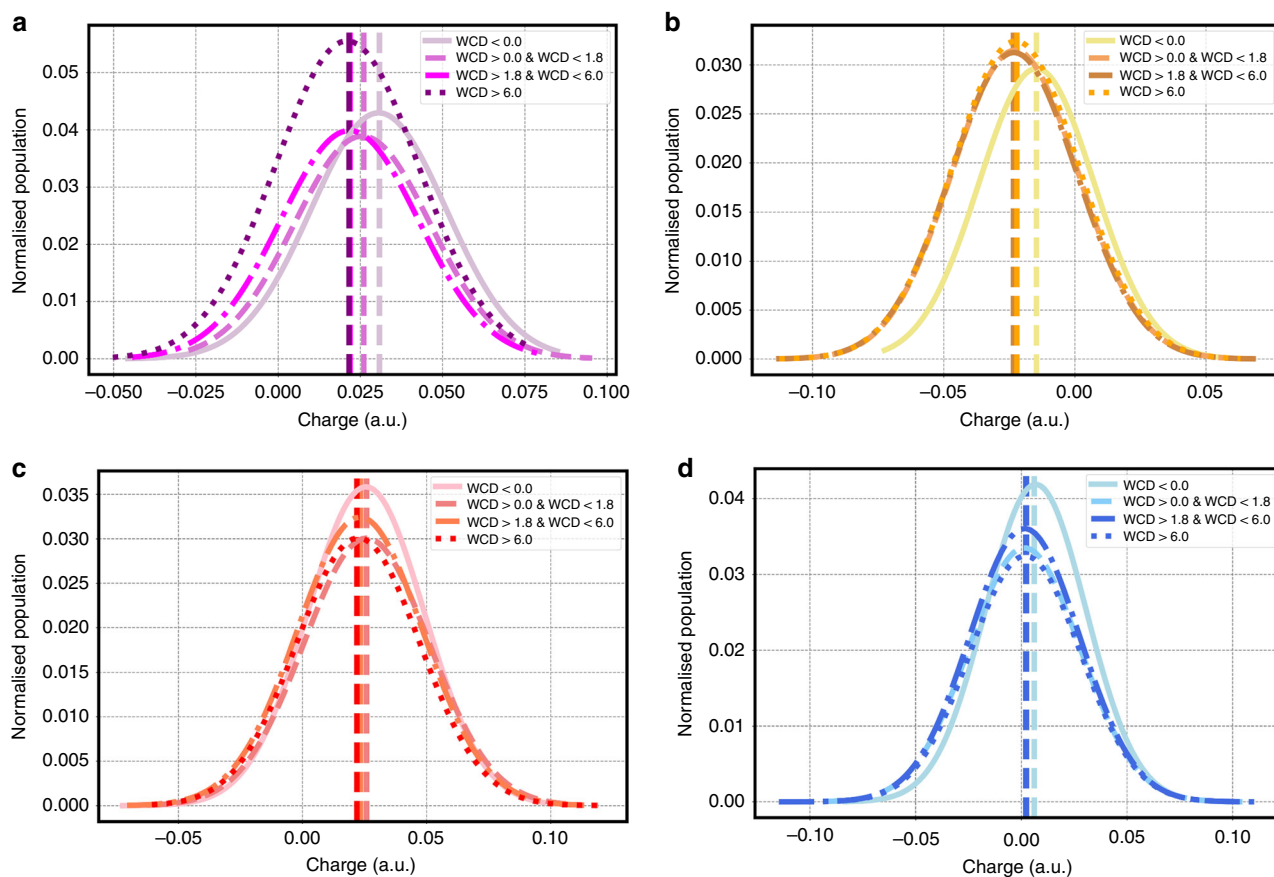 a
WCD < 0.0
WCD > 0.0 & WCD < 1.8
WCD > 1.8 & WCD < 6.0
WCD > 6.0
0.05
0.04
0.03
0.02
0.01
0.00
Normalised population
−0.050
−0.025
0.000
0.025
0.050
0.075
0.100
Charge (a.u.)
b
WCD < 0.0
WCD > 0.0 & WCD < 1.8
WCD > 1.8 & WCD < 6.0
WCD > 6.0
0.030
0.025
0.020
0.015
0.010
0.005
0.000
Normalised population
−0.10
−0.05
0.00
0.05
Charge (a.u.)
c
WCD < 0.0
WCD > 0.0 & WCD < 1.8
WCD > 1.8 & WCD < 6.0
WCD > 6.0
0.035
0.030
0.025
0.020
0.015
0.010
0.005
0.000
Normalised population
−0.05
0.00
0.05
0.10
Charge (a.u.)
d
WCD < 0.0
WCD > 0.0 & WCD < 1.8
WCD > 1.8 & WCD < 6.0
WCD > 6.0
0.04
0.03
0.02
0.01
0.00
Normalised population
−0.10
−0.05
0.00
0.05
0.10
Charge (a.u.)